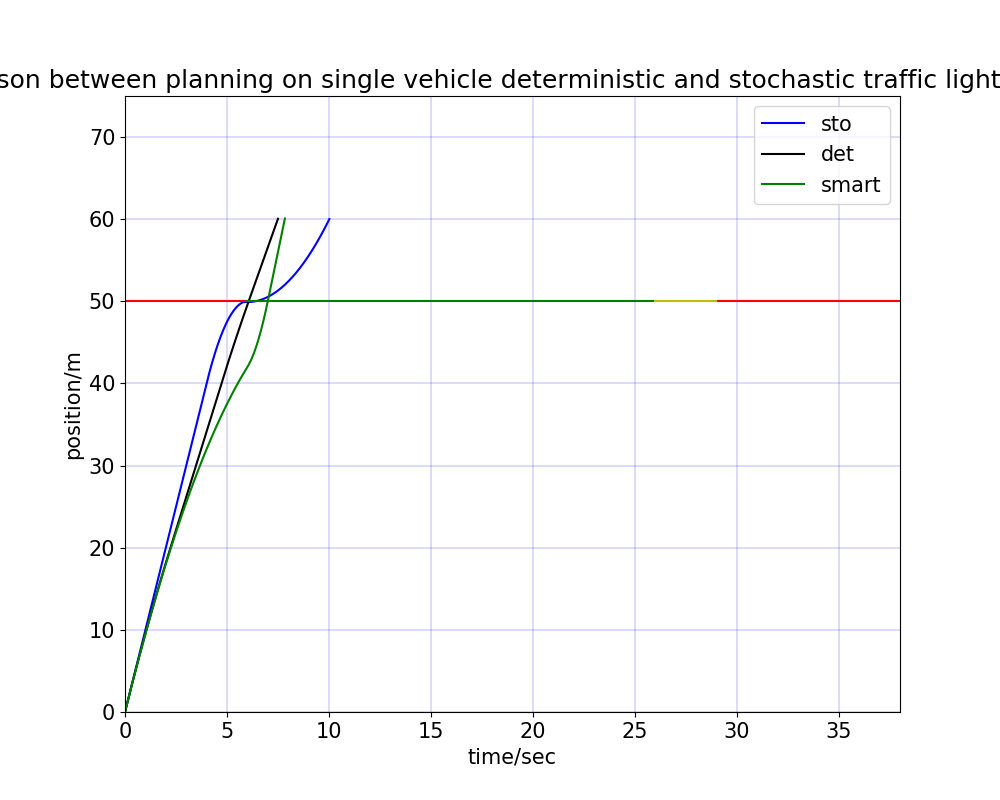 son between planning on single vehicle deterministic and stochastic traffic light
sto
det
smart
70
60
50
40
30
20
10
0
position/m
0 5 10 15 20 25 30 35
time/sec